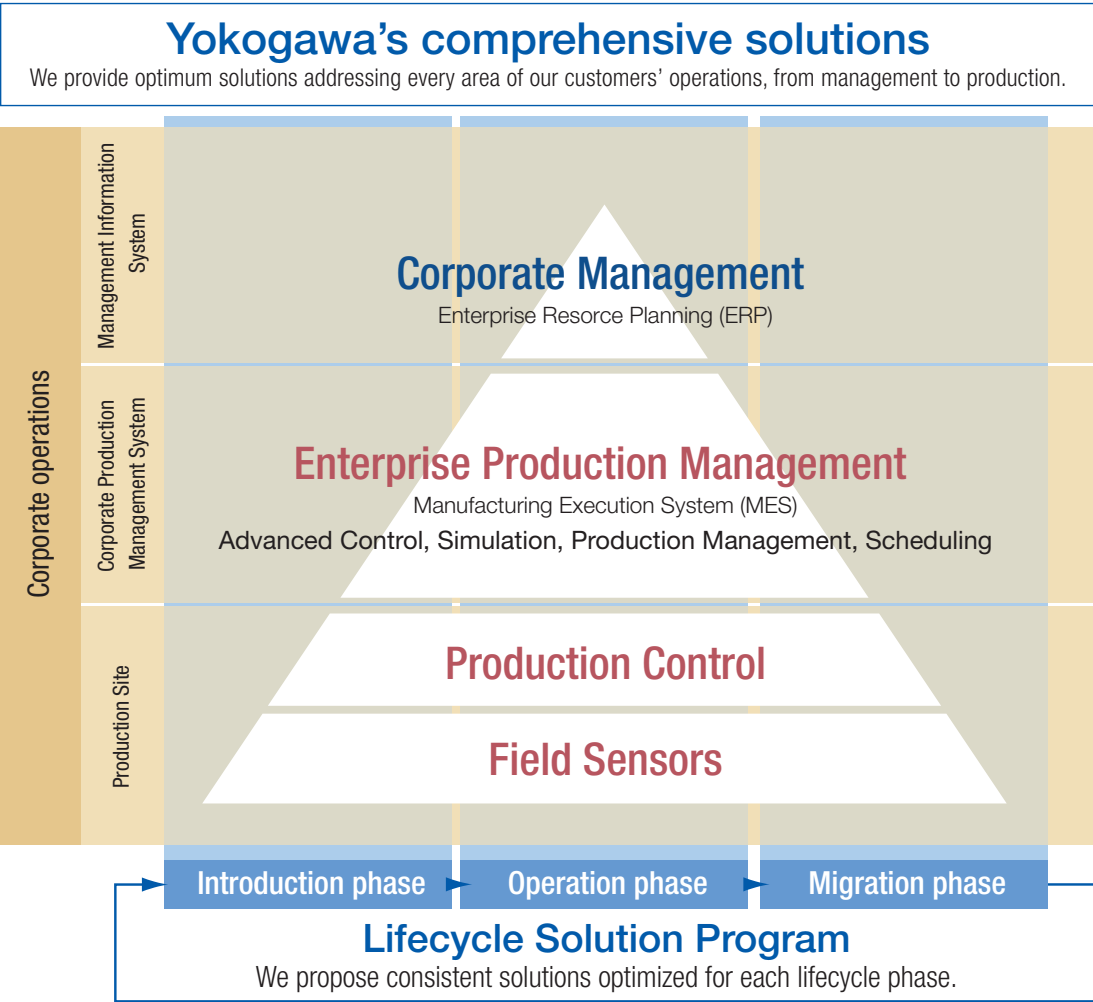 Yokogawa's comprehensive solutions
We provide optimum solutions addressing every area of our customers' operations, from management to production.
Corporate operations
Management Information
System
Corporate Management
Enterprise Resorce Planning (ERP)
Corporate Production
Management System
Enterprise Production Management
Manufacturing Execution System (MES)
Advanced Control, Simulation, Production Management, Scheduling
Production Site
Production Control
Field Sensors
Introduction phase
Operation phase
Migration phase
Lifecycle Solution Program
We propose consistent solutions optimized for each lifecycle phase.